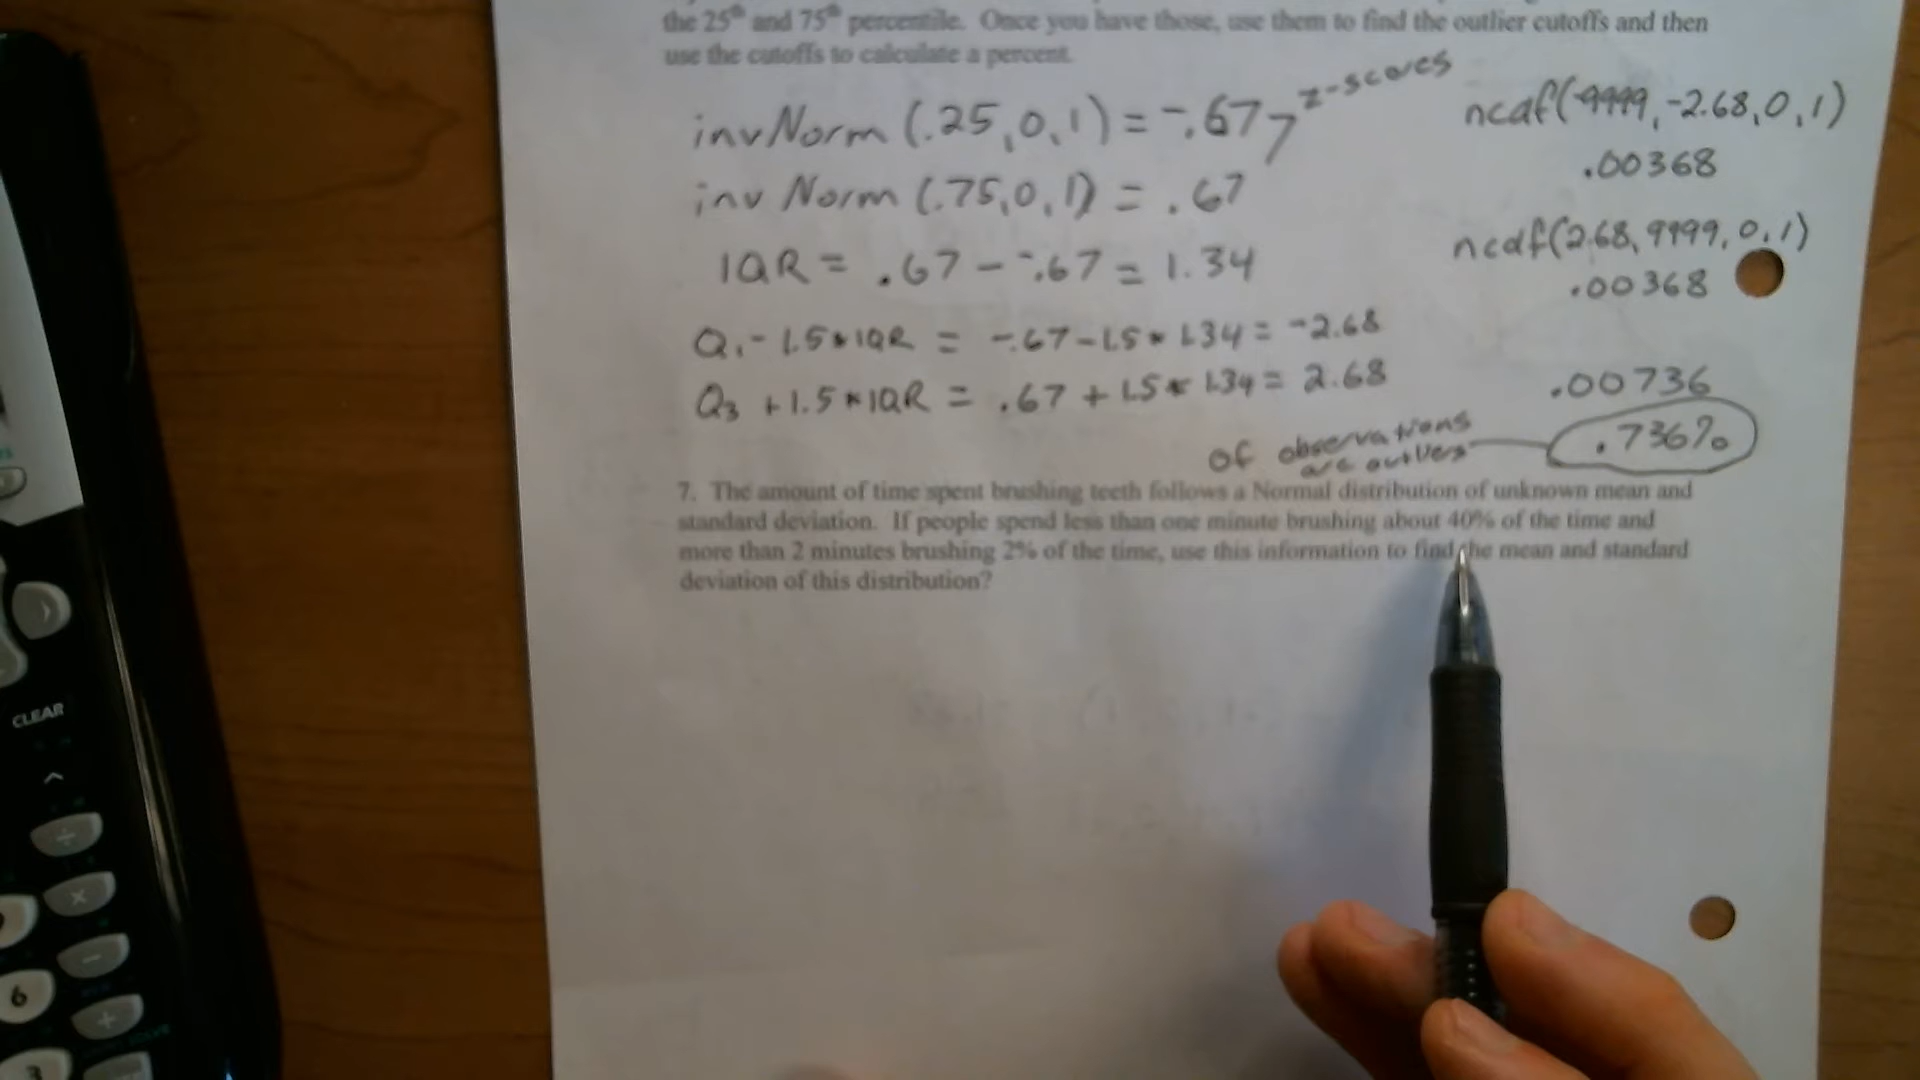 the 25th and 75th percentile. Once you have those, use them to find the outlier cutoffs and then
use the cutoffs to calculate a percent.
invNorm (.25,0,1) = -.67 z-scores
inv Norm (.75,0,1) = .67
IQR = .67 - -.67 = 1.34
Q1 - 1.5*IQR = -.67-1.5*1.34 = -2.68
Q3 + 1.5*IQR = .67 + 1.5*1.34 = 2.68
ncdf(-9999,-2.68,0,1)
.00368
ncdf(2.68,9999,0,1)
.00368
.00736
.736%
of observations
are outliers
7. The amount of time spent brushing teeth follows a Normal distribution of unknown mean and
standard deviation. If people spend less than one minute brushing about 40% of the time and
more than 2 minutes brushing 2% of the time, use this information to find the mean and standard
deviation of this distribution?
CLEAR
^
÷
×
−
6
+
3